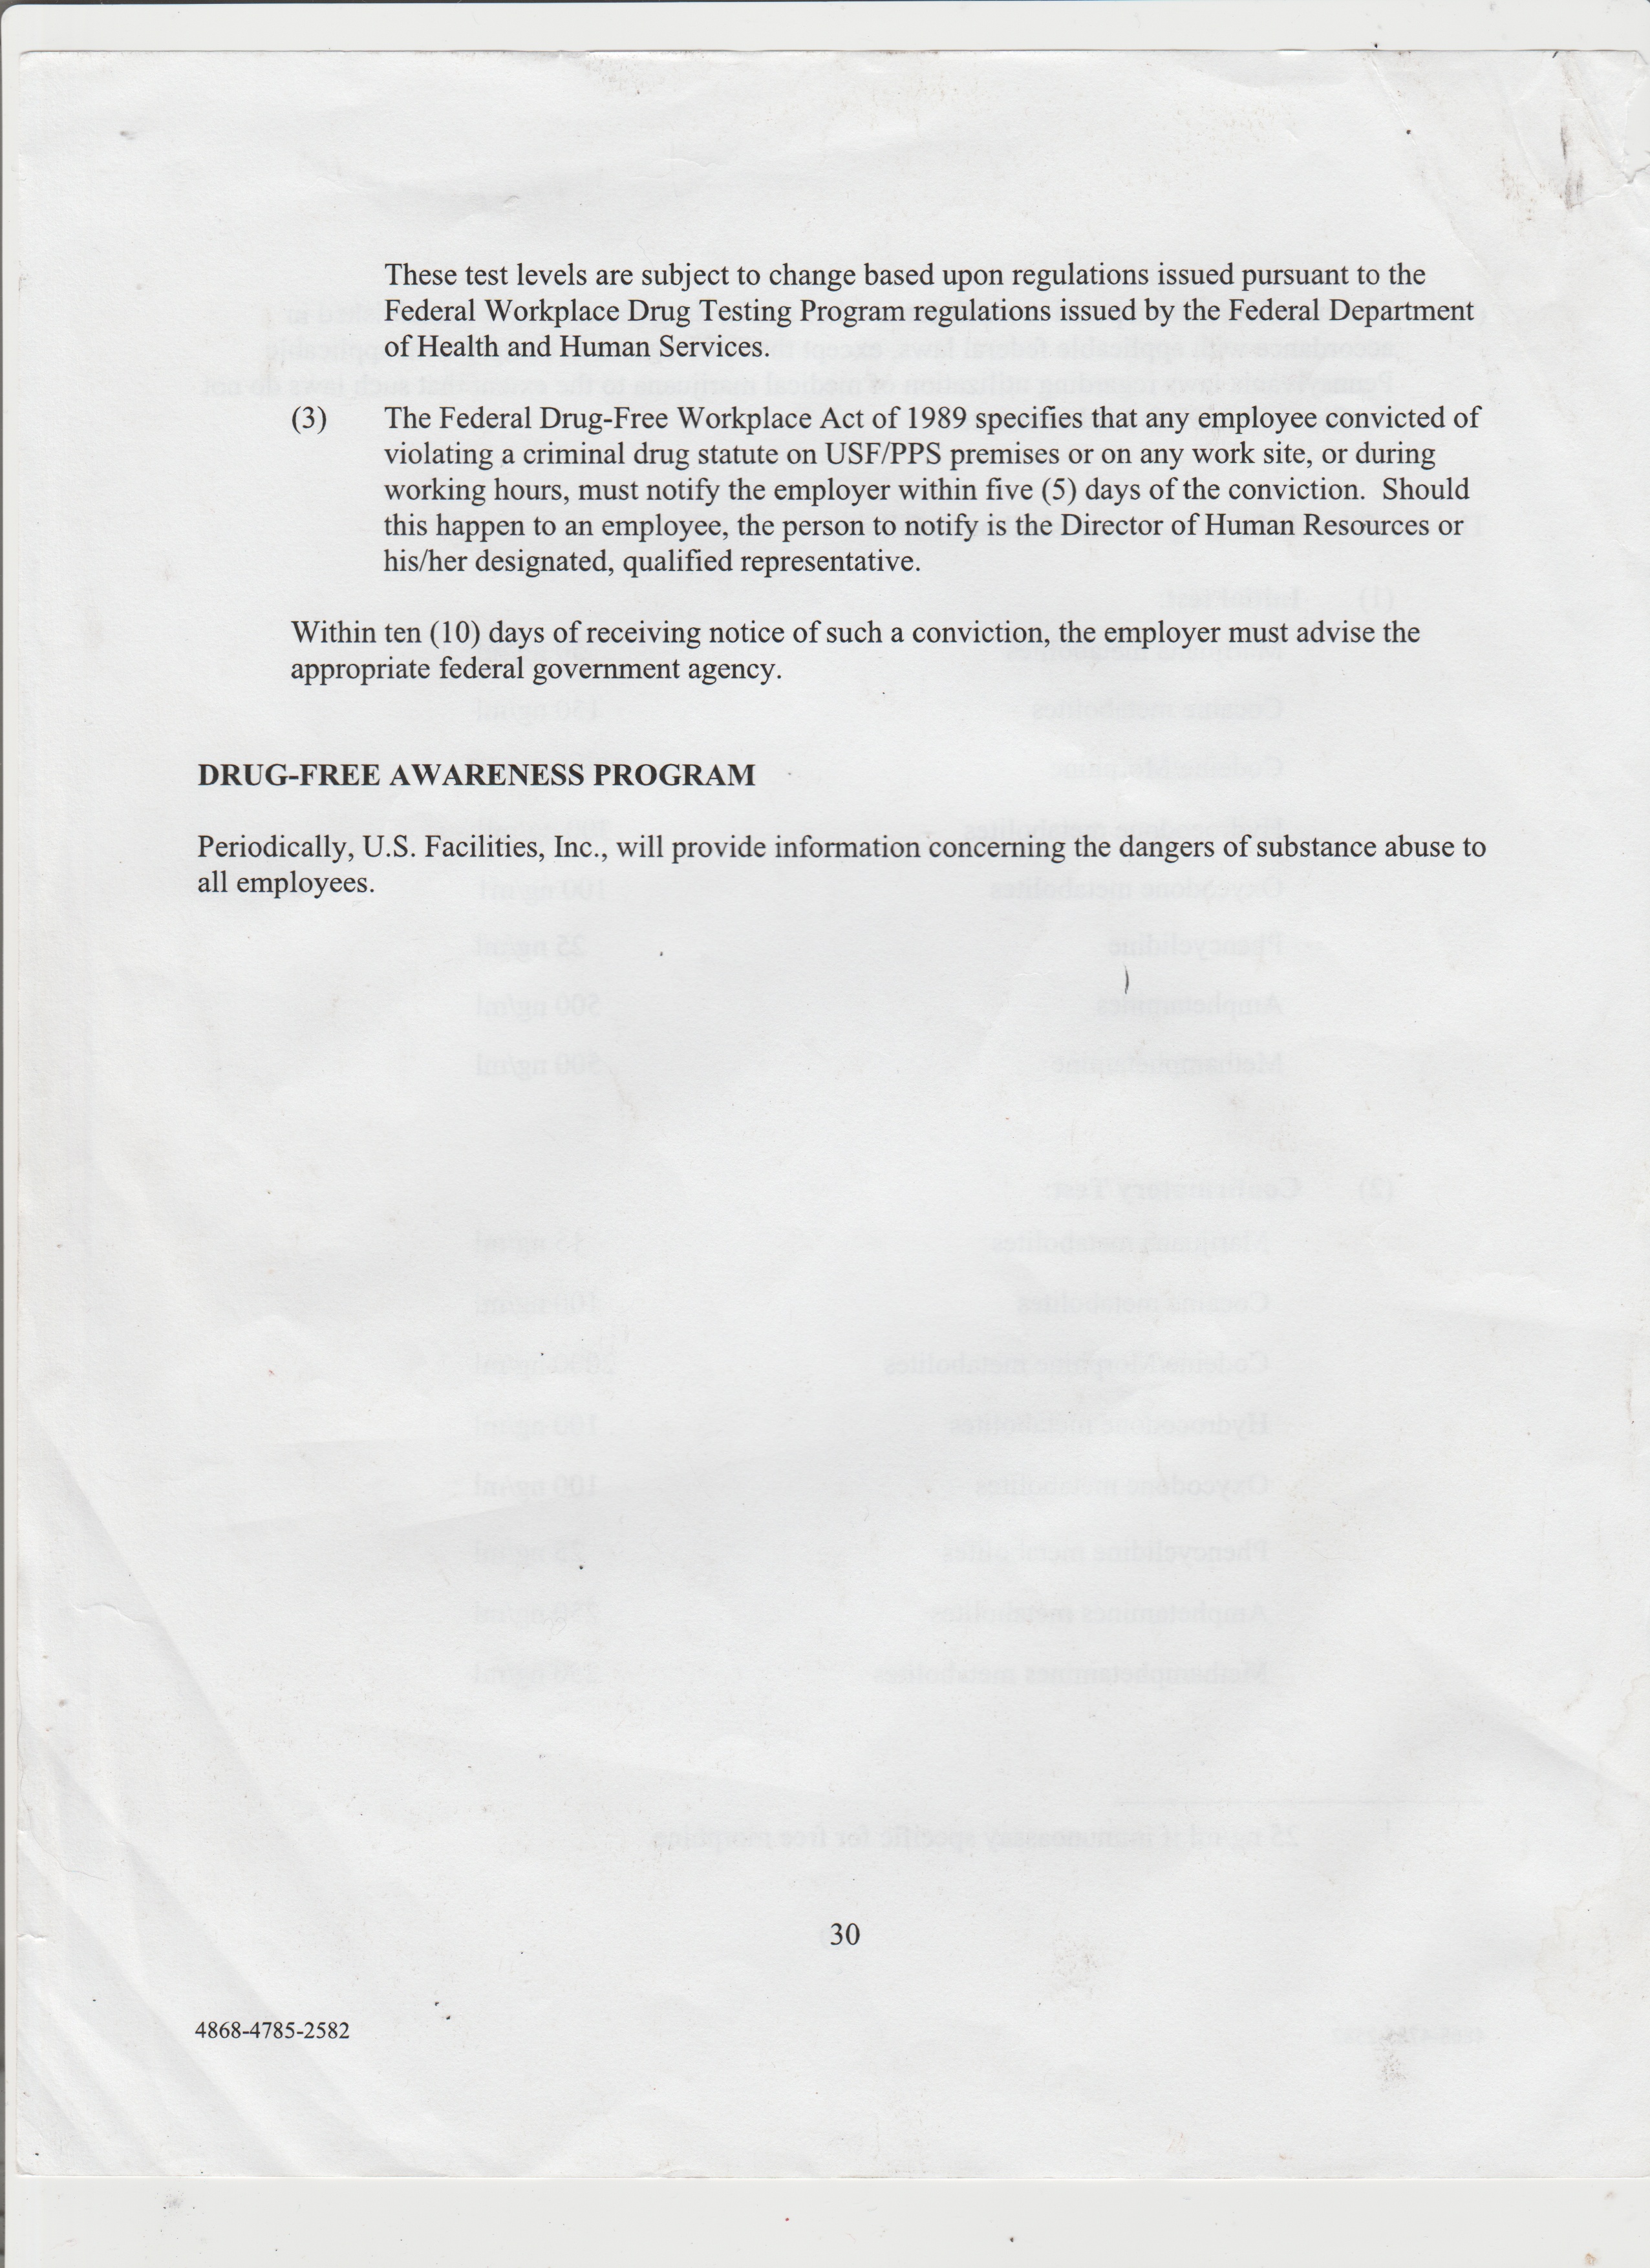 These test levels are subject to change based upon regulations issued pursuant to the
Federal Workplace Drug Testing Program regulations issued by the Federal Department
of Health and Human Services.
(3) The Federal Drug-Free Workplace Act of 1989 specifies that any employee convicted of
violating a criminal drug statute on USF/PPS premises or on any work site, or during
working hours, must notify the employer within five (5) days of the conviction. Should
this happen to an employee, the person to notify is the Director of Human Resources or
his/her designated, qualified representative.
Within ten (10) days of receiving notice of such a conviction, the employer must advise the
appropriate federal government agency.
DRUG-FREE AWARENESS PROGRAM
Periodically, U.S. Facilities, Inc., will provide information concerning the dangers of substance abuse to
all employees.
30
4868-4785-2582